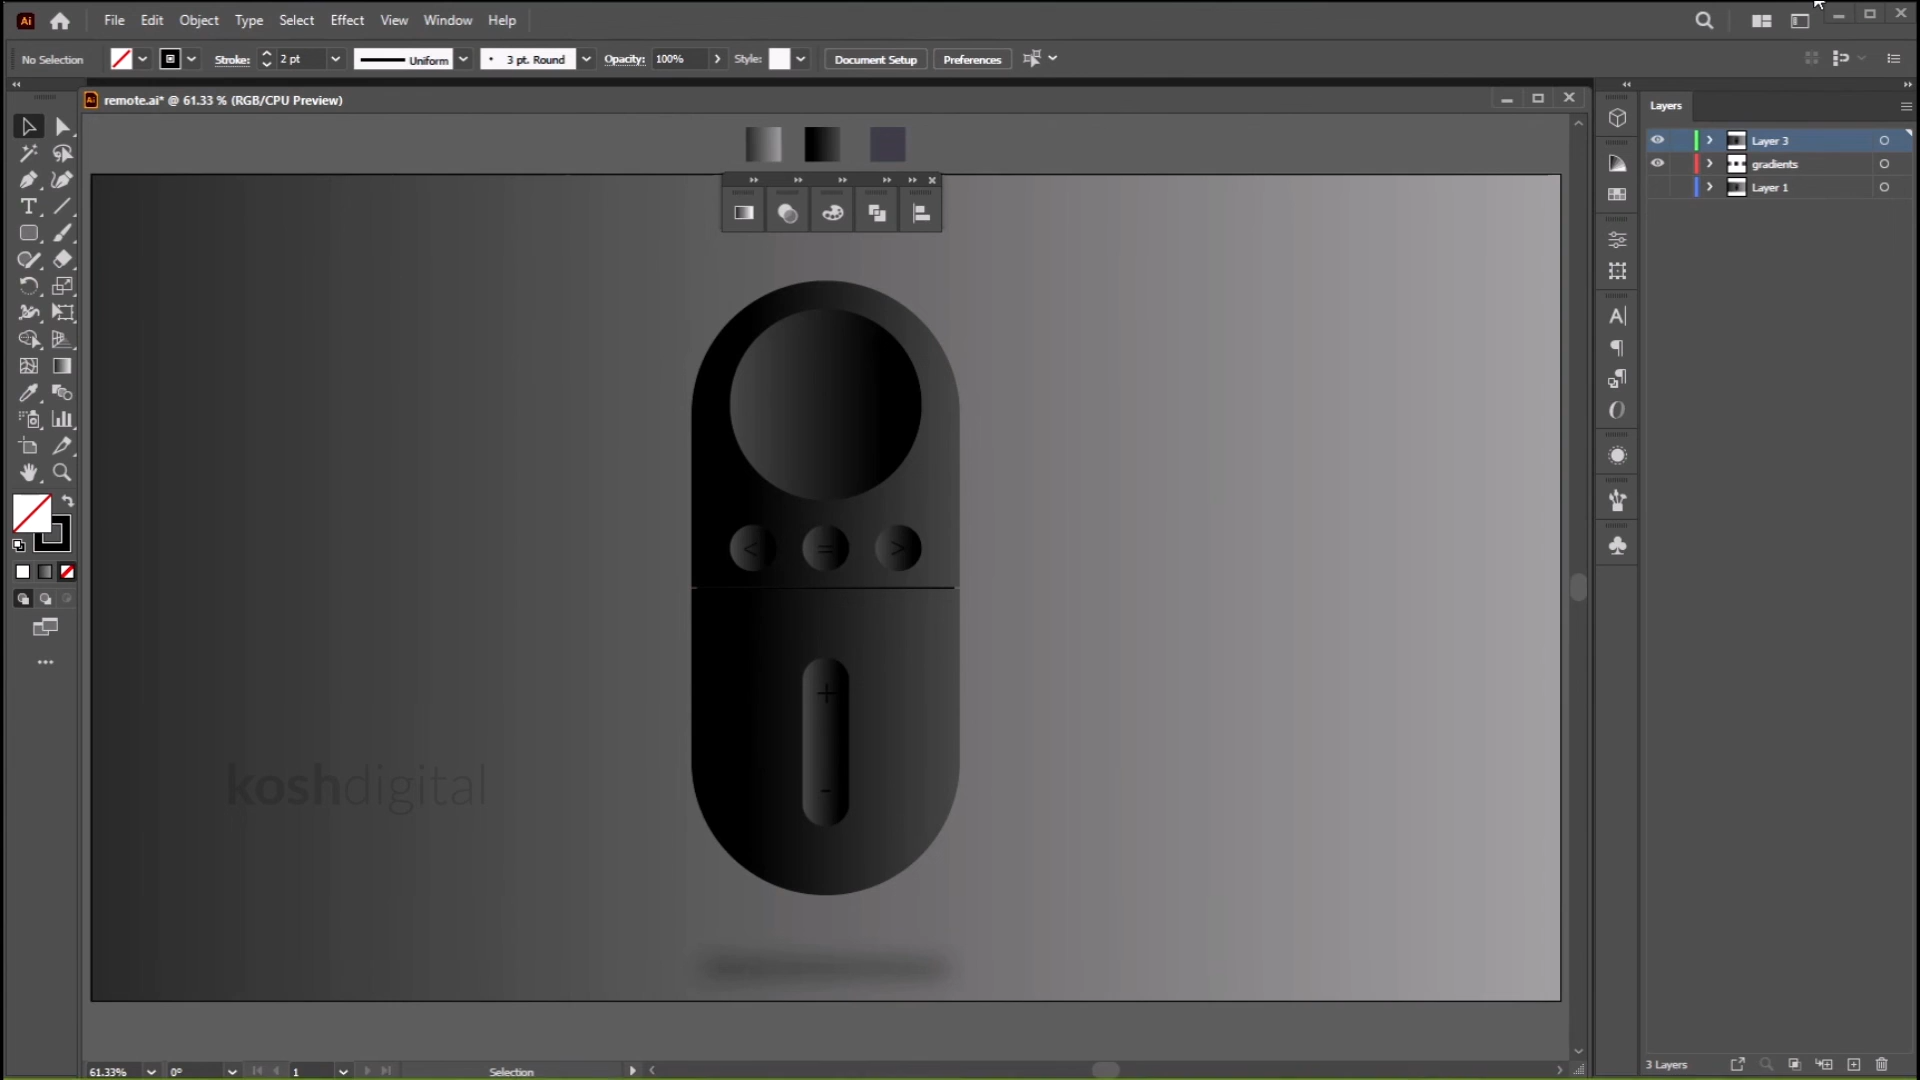 Ai File Edit Object Type Select Effect View Window Help
No Selection Stroke: 2 pt Uniform 3 pt. Round Opacity: 100% Style: Document Setup Preferences
Ai remote.ai* @ 61.33 % (RGB/CPU Preview)
Layers
Layer 3
gradients
Layer 1
< = >
+
-
koshdigital
3 Layers
61.33% 0° 1 Selection